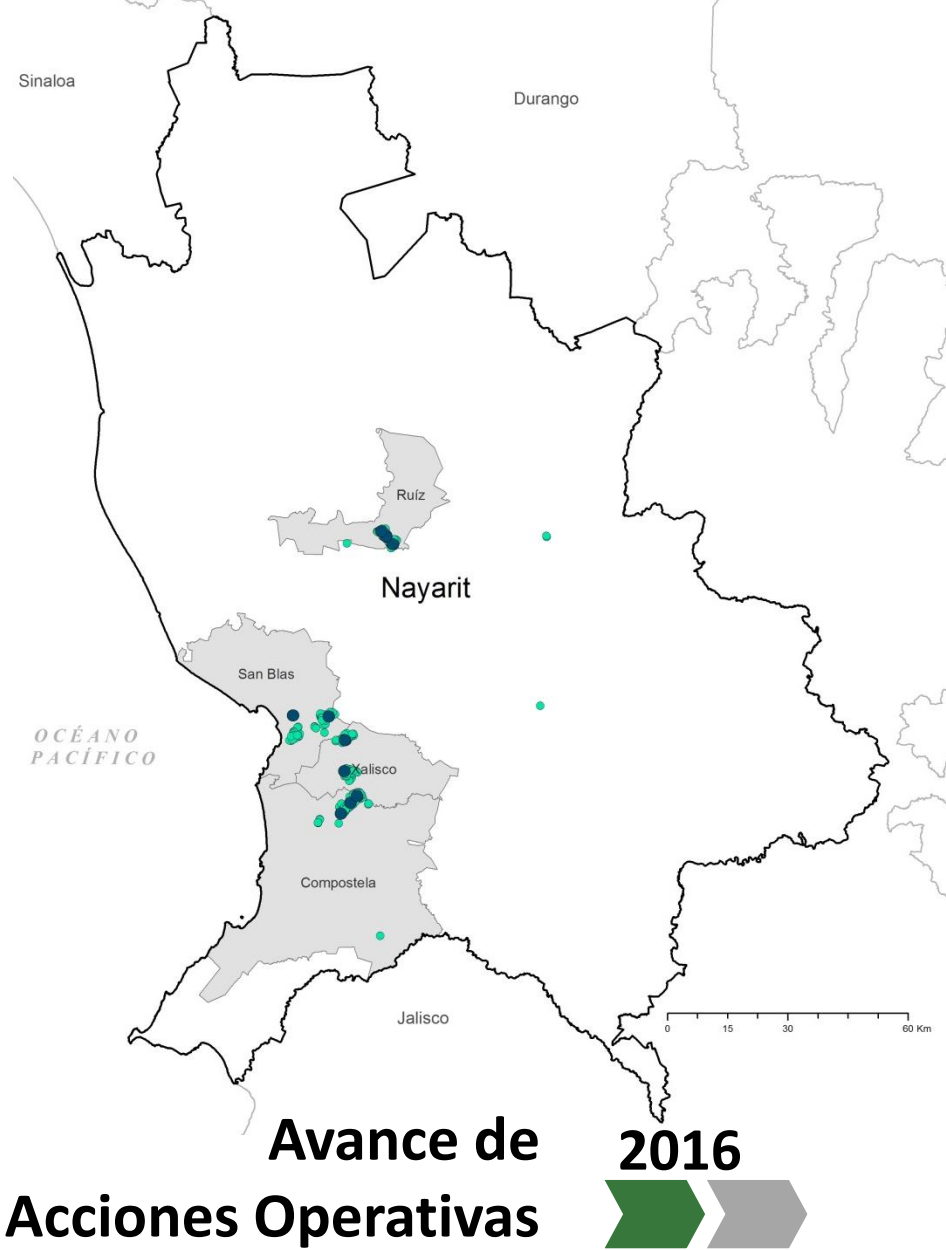 Sinaloa
Durango
Ruíz
Nayarit
San Blas
OCÉANO
PACÍFICO
Xalisco
Compostela
Jalisco
0 15 30 60 Km
Avance de 2016
Acciones Operativas